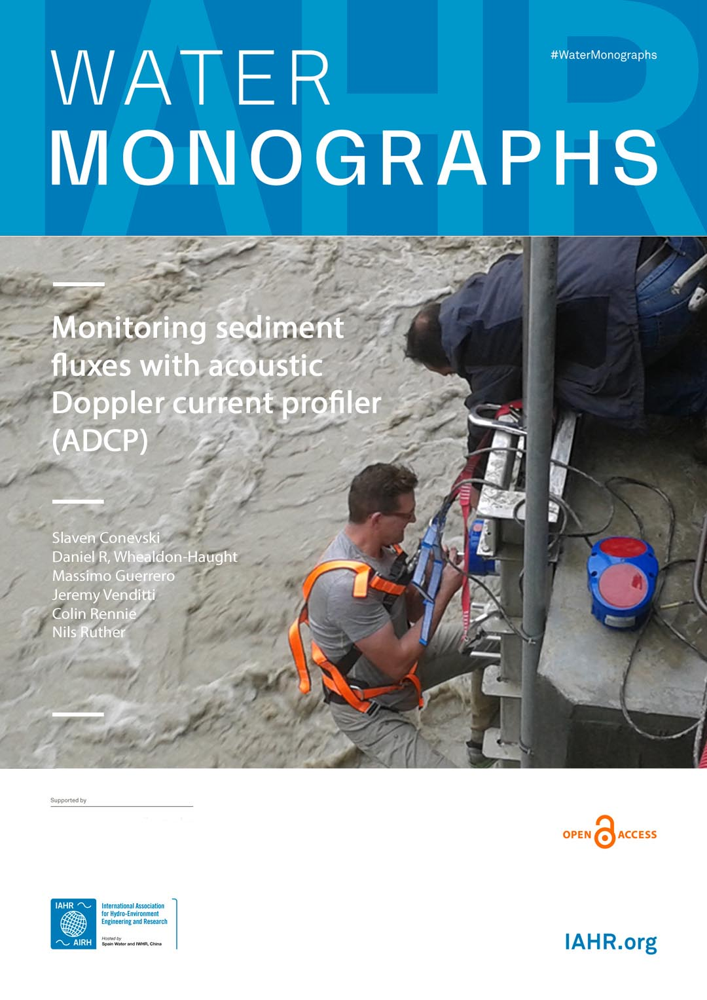 WATER
#WaterMonographs
MONOGRAPHS
Monitoring sediment
fluxes with acoustic
Doppler current profiler
(ADCP)
Slaven Conevski
Daniel R, Whealdon-Haught
Massimo Guerrero
Jeremy Venditti
Colin Rennie
Nils Ruther
Supported by
OPEN ACCESS
IAHR
AIRH
International Association
for Hydro-Environment
Engineering and Research
Hosted by
Spain Water and IWHR, China
IAHR.org
IAHR